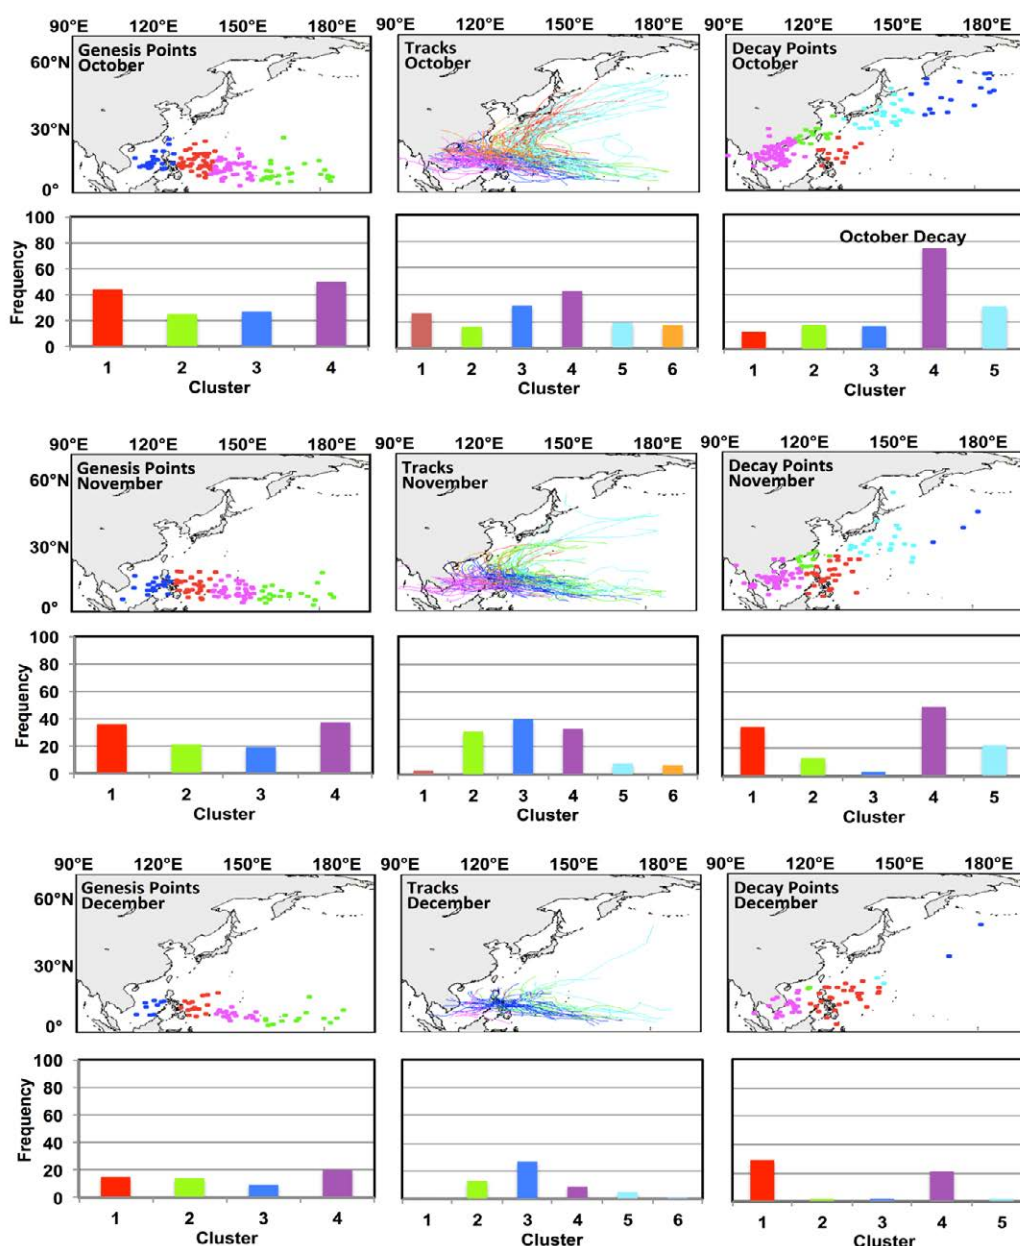 90°E 120°E 150°E 180°E 90°E 120°E 150°E 180°E 90°E 120°E 150°E 180°E
Genesis Points
October
Tracks
October
Decay Points
October
60°N
30°N
0°
100
80
60
40
20
0
Frequency
1 2 3 4
Cluster
1 2 3 4 5 6
Cluster
October Decay
1 2 3 4 5
Cluster
90°E 120°E 150°E 180°E 90°E 120°E 150°E 180°E 90°E 120°E 150°E 180°E
Genesis Points
November
Tracks
November
Decay Points
November
60°N
30°N
0°
100
80
60
40
20
0
Frequency
1 2 3 4
Cluster
1 2 3 4 5 6
Cluster
1 2 3 4 5
Cluster
90°E 120°E 150°E 180°E 90°E 120°E 150°E 180°E 90°E 120°E 150°E 180°E
Genesis Points
December
Tracks
December
Decay Points
December
60°N
30°N
0°
100
80
60
40
20
0
Frequency
1 2 3 4
Cluster
1 2 3 4 5 6
Cluster
1 2 3 4 5
Cluster